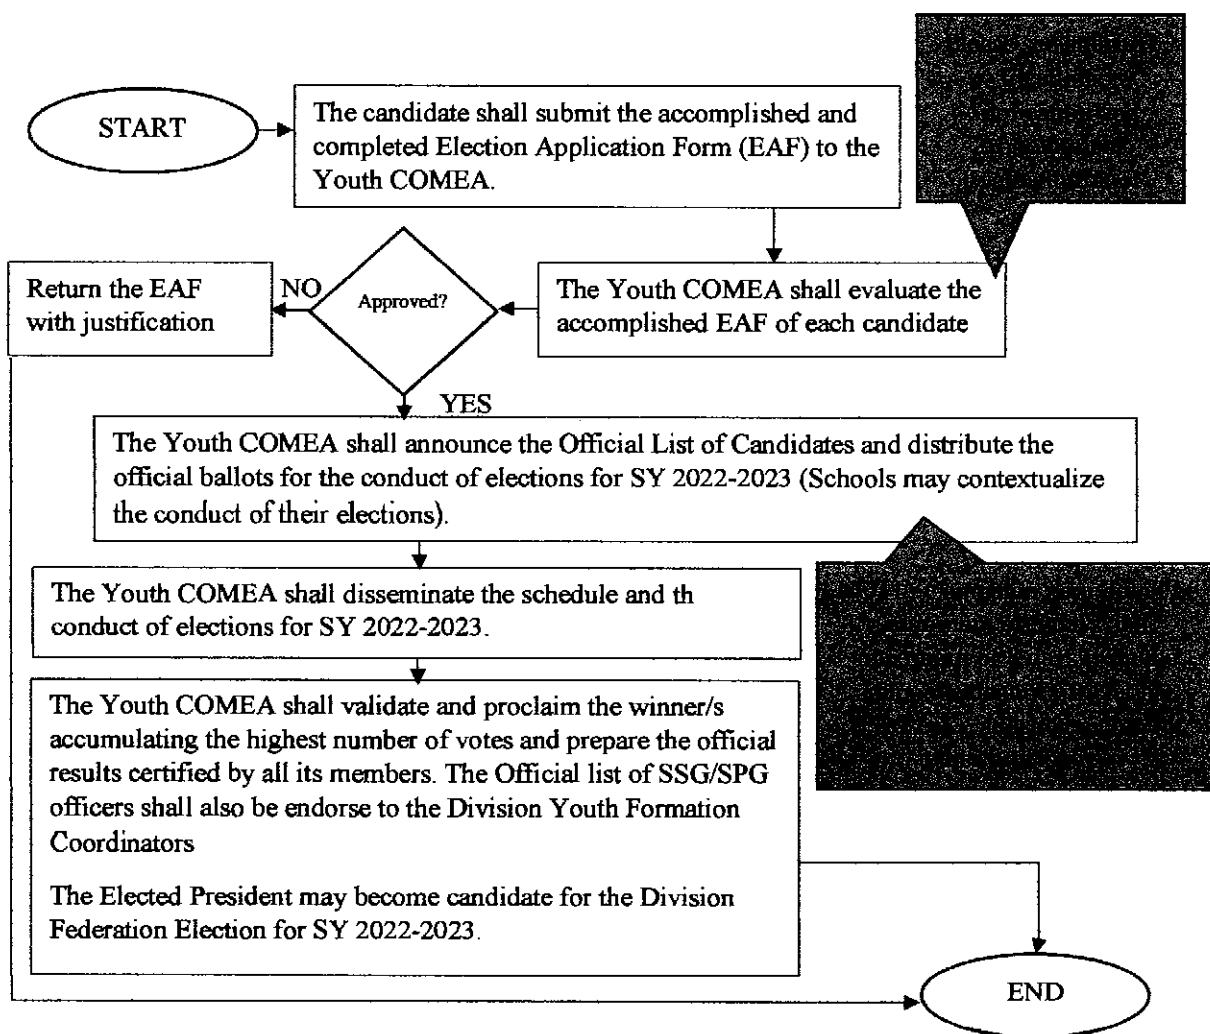 START
The candidate shall submit the accomplished and
completed Election Application Form (EAF) to the
Youth COMEA.
The Youth COMEA shall evaluate the
accomplished EAF of each candidate
Approved?
NO
Return the EAF
with justification
YES
The Youth COMEA shall announce the Official List of Candidates and distribute the
official ballots for the conduct of elections for SY 2022-2023 (Schools may contextualize
the conduct of their elections).
The Youth COMEA shall disseminate the schedule and th
conduct of elections for SY 2022-2023.
The Youth COMEA shall validate and proclaim the winner/s
accumulating the highest number of votes and prepare the official
results certified by all its members. The Official list of SSG/SPG
officers shall also be endorse to the Division Youth Formation
Coordinators
The Elected President may become candidate for the Division
Federation Election for SY 2022-2023.
END